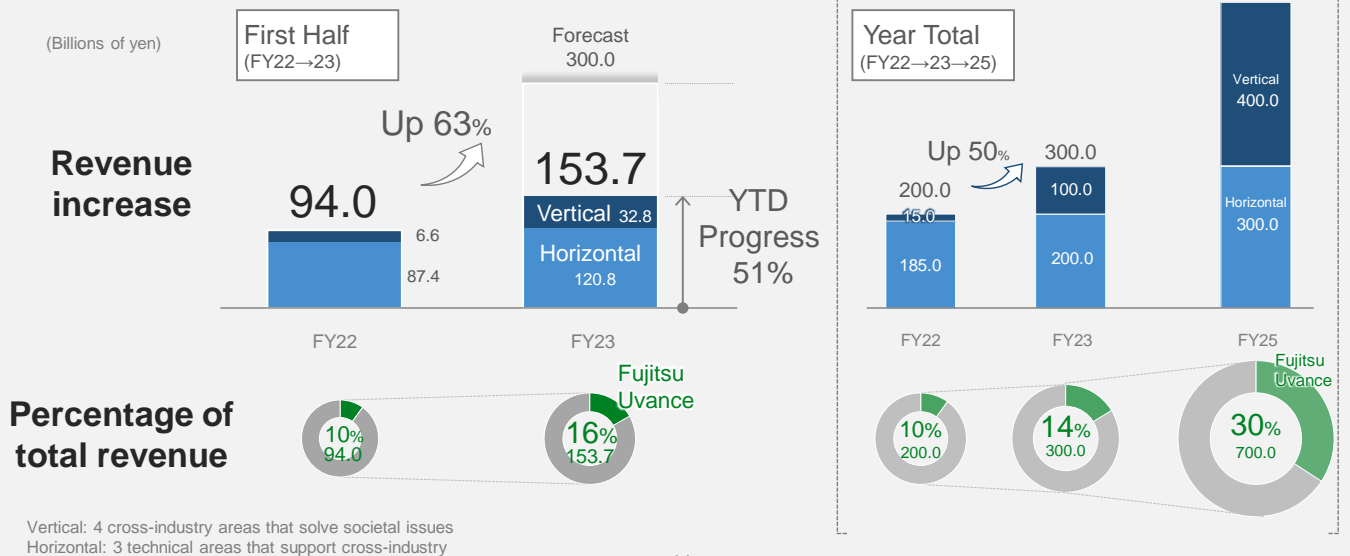 (Billions of yen)
First Half
(FY22→23)
Forecast
300.0
Year Total
(FY22→23→25)
Revenue
increase
Up 63%
94.0
6.6
87.4
153.7
Vertical 32.8
Horizontal
120.8
YTD
Progress
51%
FY22
FY23
Up 50%
200.0
15.0
185.0
300.0
100.0
200.0
Vertical
400.0
Horizontal
300.0
FY22
FY23
FY25
Percentage of
total revenue
10%
94.0
Fujitsu
Uvance
16%
153.7
10%
200.0
14%
300.0
Fujitsu
Uvance
30%
700.0
Vertical: 4 cross-industry areas that solve societal issues
Horizontal: 3 technical areas that support cross-industry